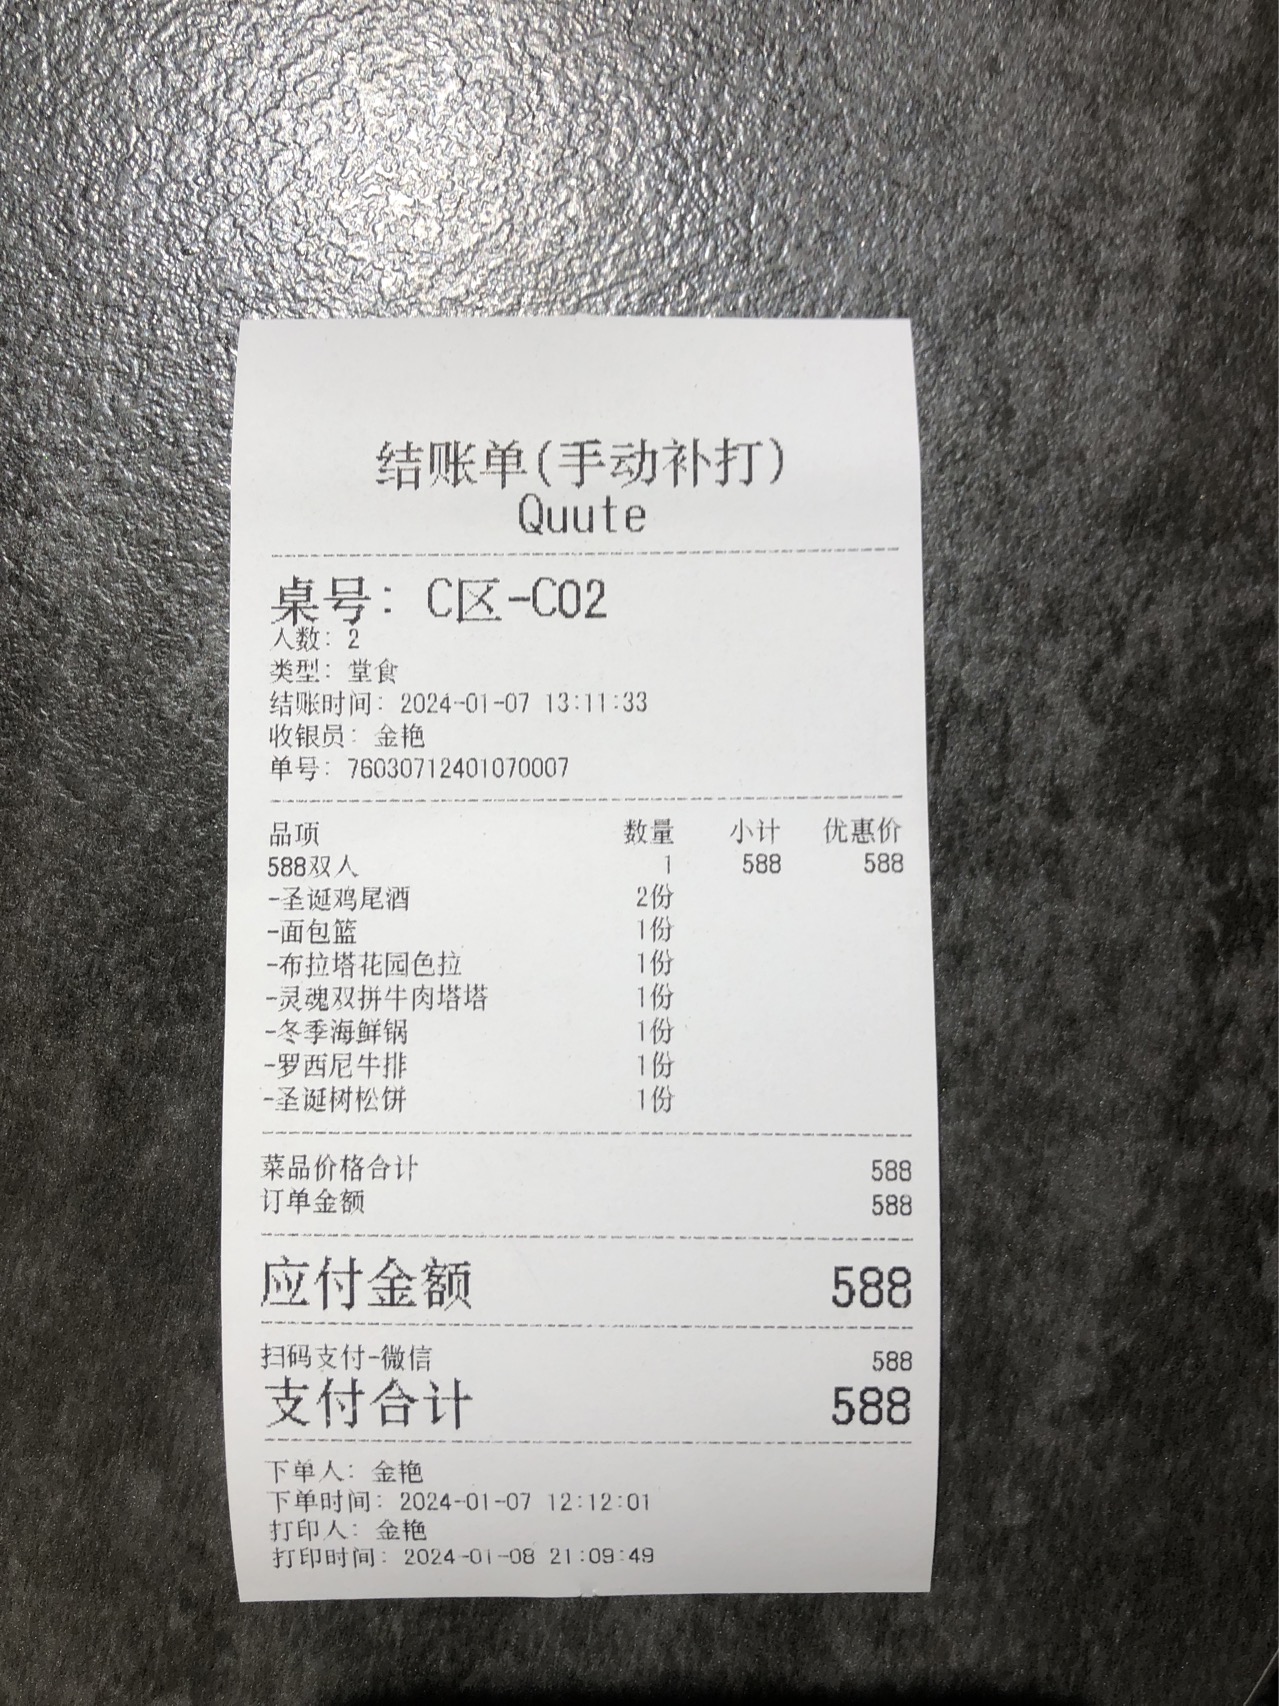 结账单(手动补打)
Quute
桌号: C区-C02
人数: 2
类型: 堂食
结账时间: 2024-01-07 13:11:33
收银员: 金艳
单号: 76030712401070007
品项 数量 小计 优惠价
588双人 1 588 588
-圣诞鸡尾酒 2份
-面包篮 1份
-布拉塔花园色拉 1份
-灵魂双拼牛肉塔塔 1份
-冬季海鲜锅 1份
-罗西尼牛排 1份
-圣诞树松饼 1份
菜品价格合计 588
订单金额 588
应付金额 588
扫码支付-微信 588
支付合计 588
下单人: 金艳
下单时间: 2024-01-07 12:12:01
打印人: 金艳
打印时间: 2024-01-08 21:09:49